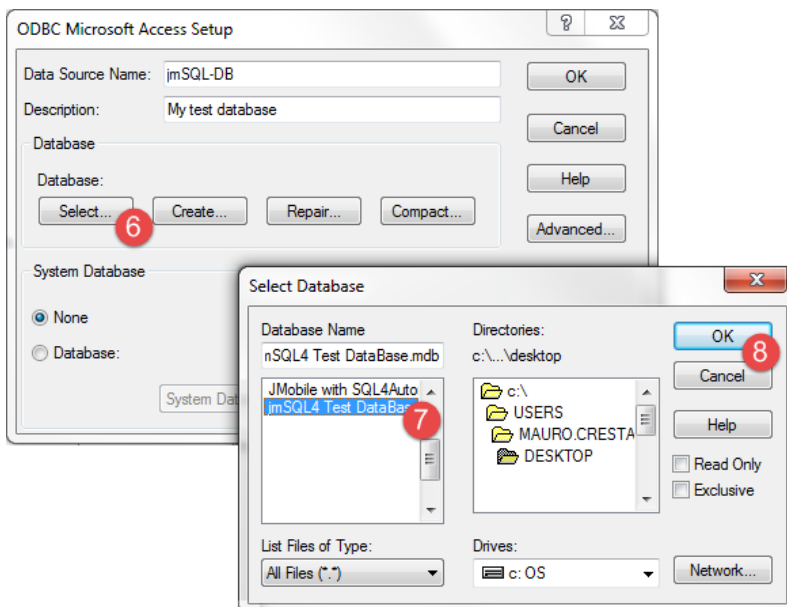 ODBC Microsoft Access Setup
Data Source Name: jmSQL-DB
OK
Description: My test database
Cancel
Database
Database:
Help
Select... Create... Repair... Compact...
6
Advanced...
System Database
None
Database:
System Dat
Select Database
Database Name
nSQL4 Test DataBase.mdb
JMobile with SQL4Auto
jmSQL4 Test DataBas
7
List Files of Type:
All Files (*.*)
Directories:
c:\...\desktop
c:\
USERS
MAURO.CRESTA
DESKTOP
Drives:
c: OS
OK
8
Cancel
Help
Read Only
Exclusive
Network...